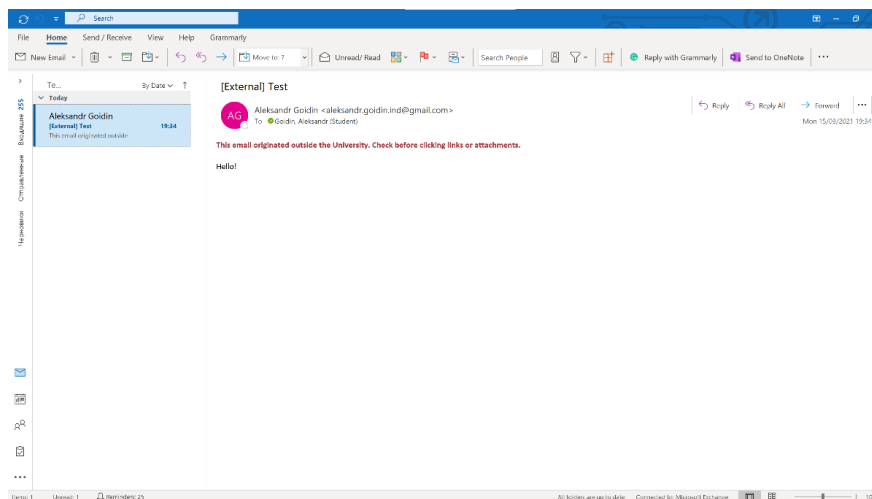 Search
File Home Send / Receive View Help Grammarly
New Email Move to: ? Unread/ Read Search People Reply with Grammarly Send to OneNote
Те... By Date
Today
Aleksandr Goidin
[External] Test 19:34
This email originated outside
[External] Test
AG
Aleksandr Goidin <aleksandr.goidin.ind@gmail.com>
To Goidin, Aleksandr (Student)
Reply Reply All Forward
Mon 15/03/2021 19:34
This email originated outside the University. Check before clicking links or attachments.
Hello!
Входящие 255
Отправленные
Черновики
Items: 1 Unread: 1 Reminders: 25 All folders are up to date. Connected to: Microsoft Exchange 10